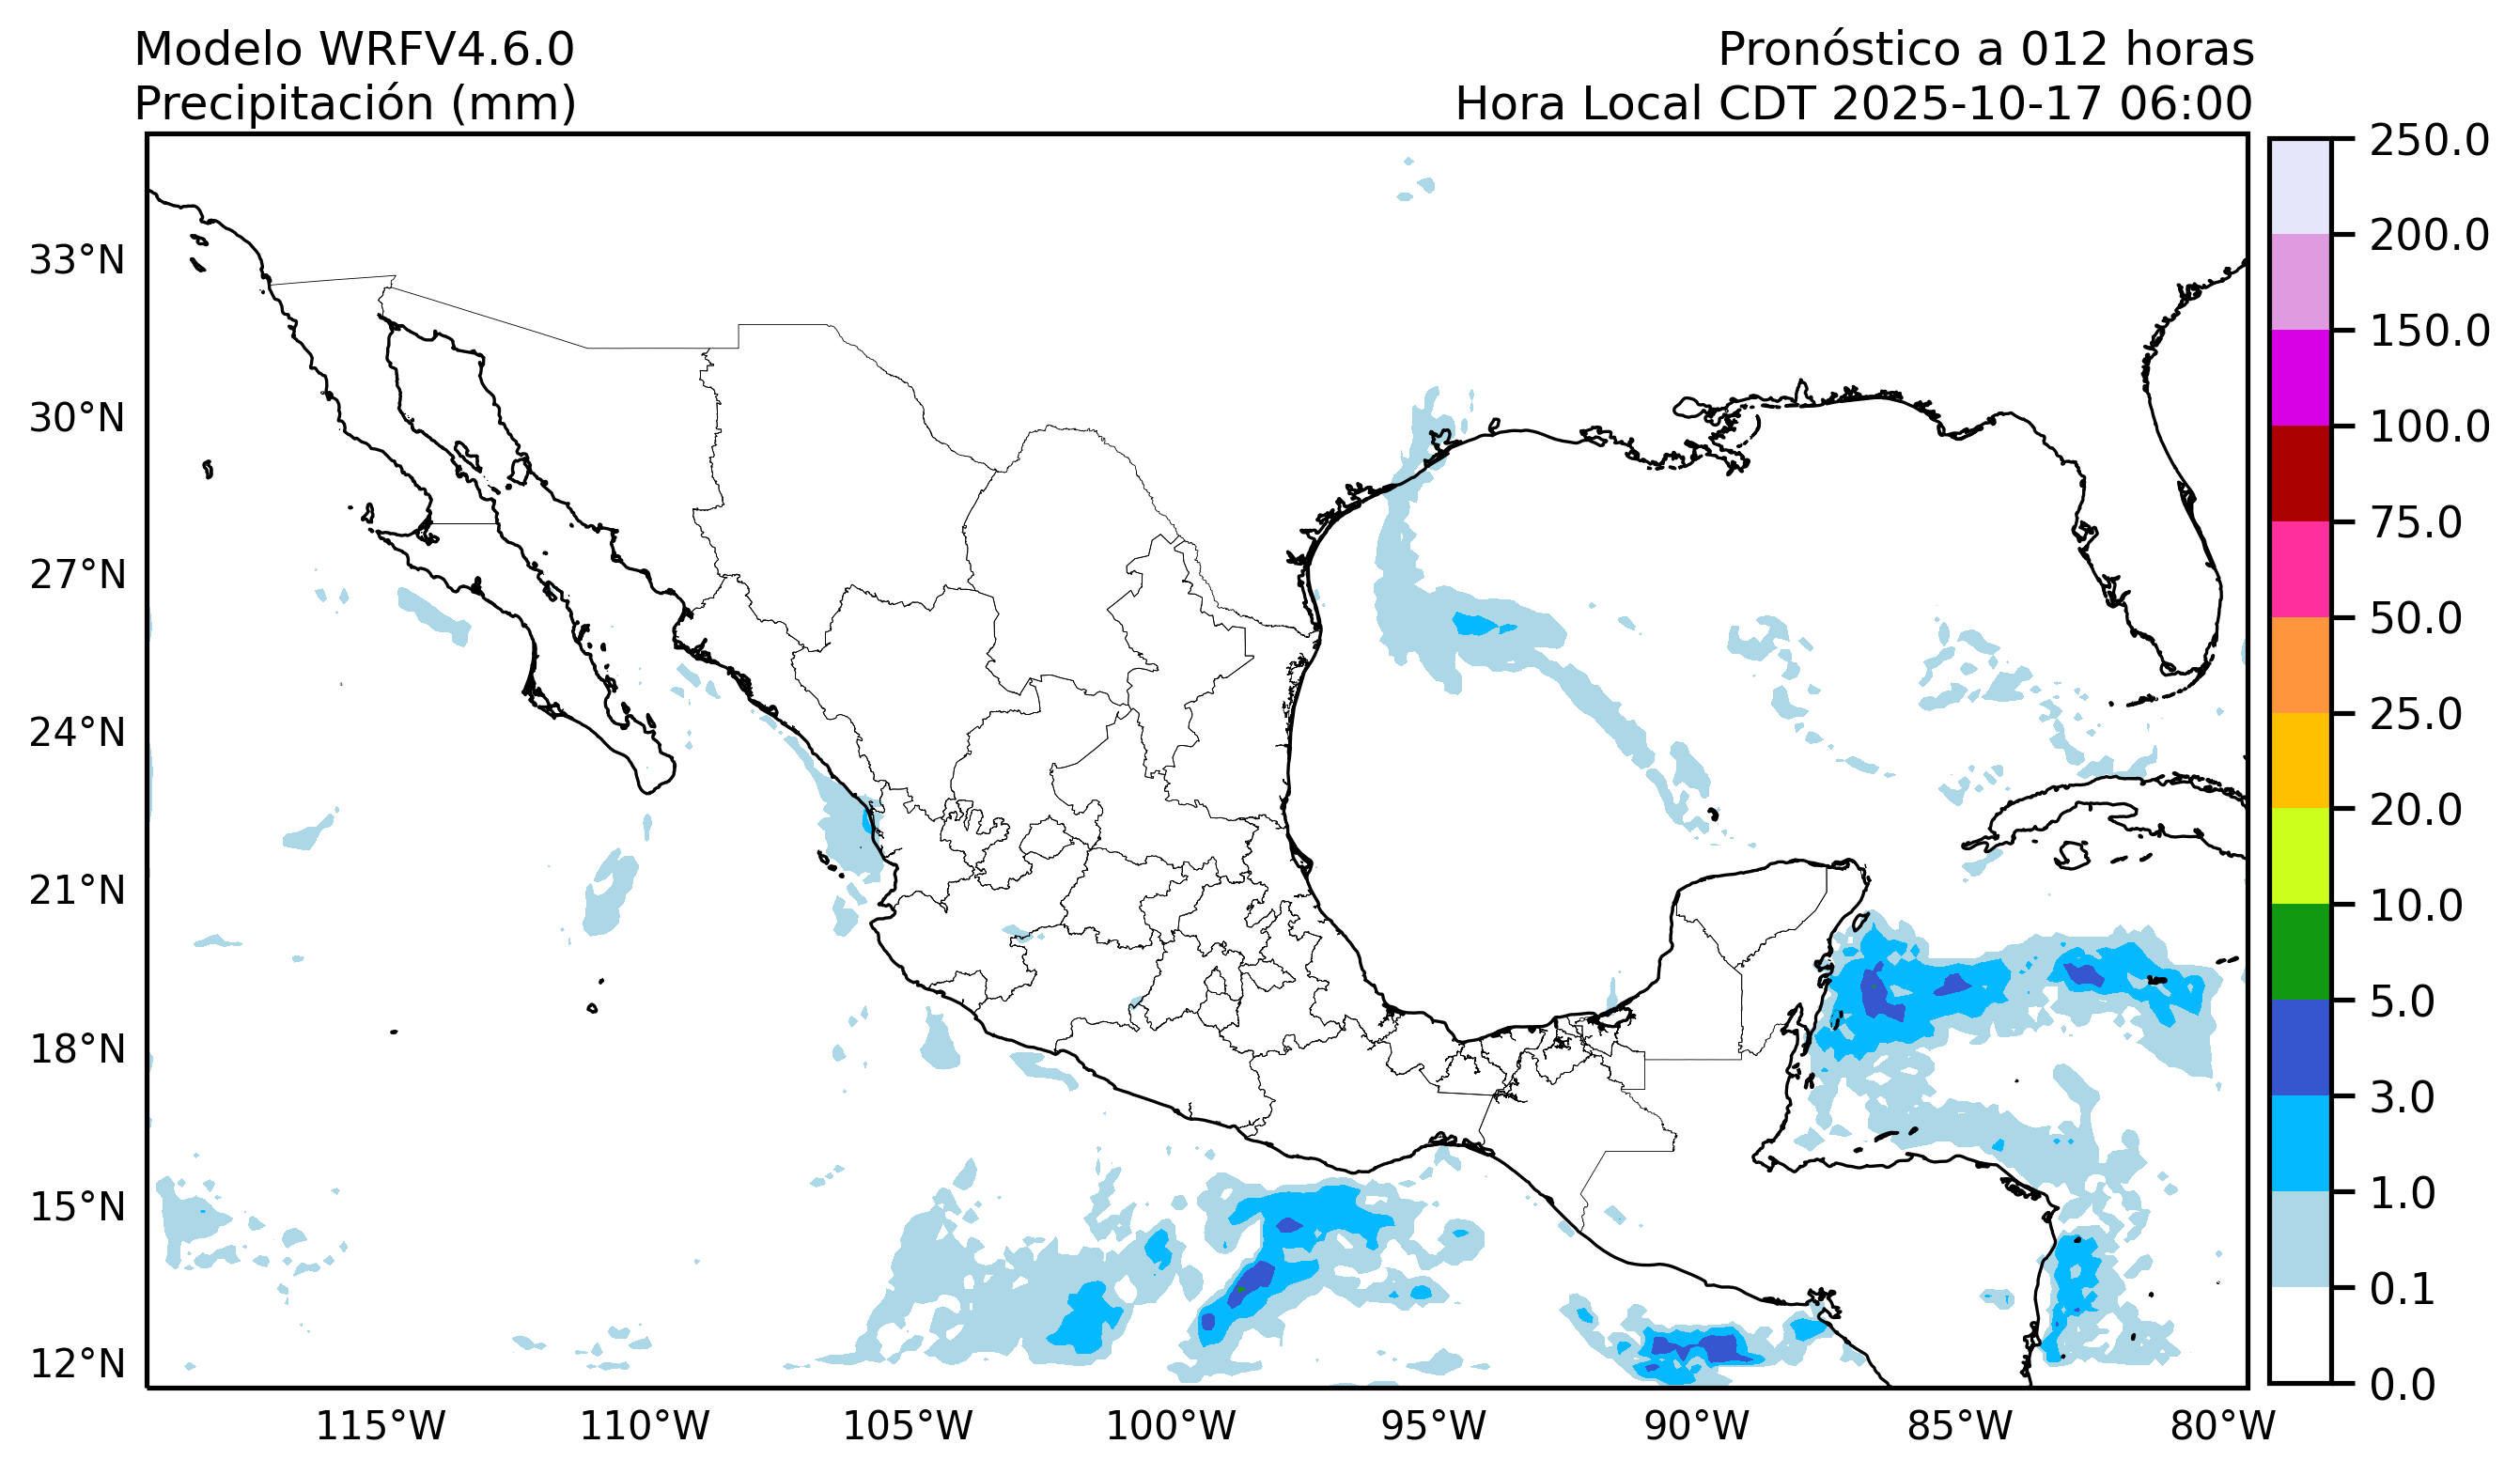 Modelo WRFV4.6.0
Precipitación (mm)
Pronóstico a 012 horas
Hora Local CDT 2025-10-17 06:00
33°N
30°N
27°N
24°N
21°N
18°N
15°N
12°N
115°W
110°W
105°W
100°W
95°W
90°W
85°W
80°W
250.0
200.0
150.0
100.0
75.0
50.0
25.0
20.0
10.0
5.0
3.0
1.0
0.1
0.0